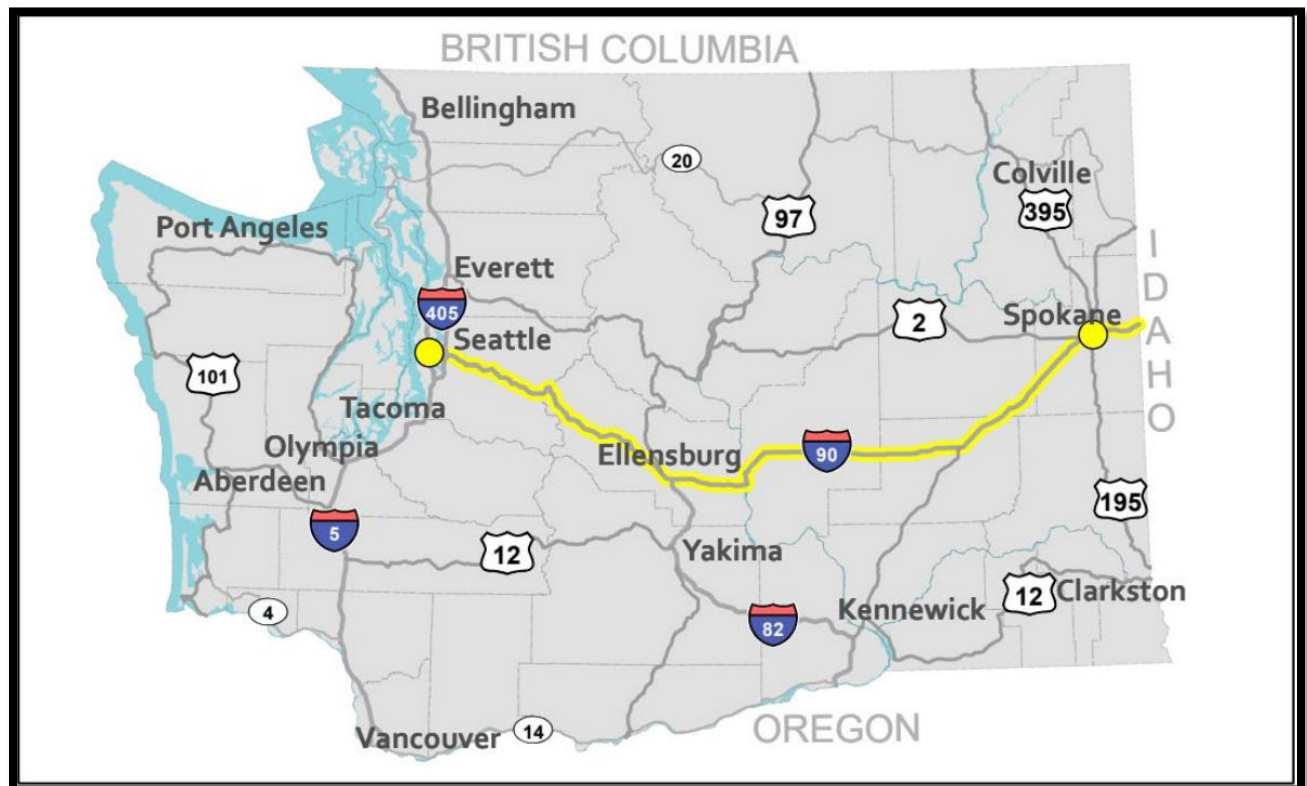 BRITISH COLUMBIA
Bellingham
20
Colville
395
97
Port Angeles
Everett
405
Seattle
2
Spokane
IDAHO
101
Tacoma
Olympia
Ellensburg
90
Aberdeen
195
5
12
Yakima
12
Clarkston
4
82
Kennewick
Vancouver
14
OREGON